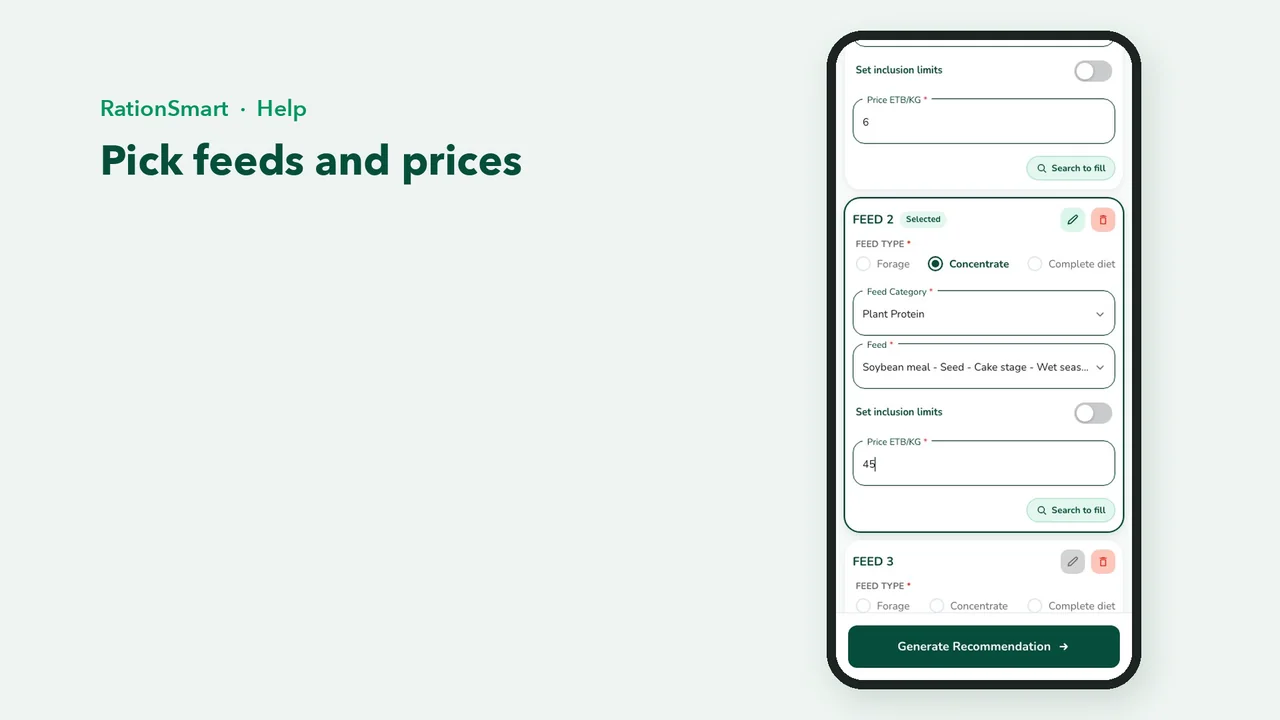 RationSmart · Help
Pick feeds and prices
Set inclusion limits
Price ETB/KG *
6
Search to fill
FEED 2 Selected
FEED TYPE *
Forage Concentrate Complete diet
Feed Category *
Plant Protein
Feed *
Soybean meal - Seed - Cake stage - Wet seas...
Set inclusion limits
Price ETB/KG *
45
Search to fill
FEED 3
FEED TYPE *
Forage Concentrate Complete diet
Generate Recommendation →